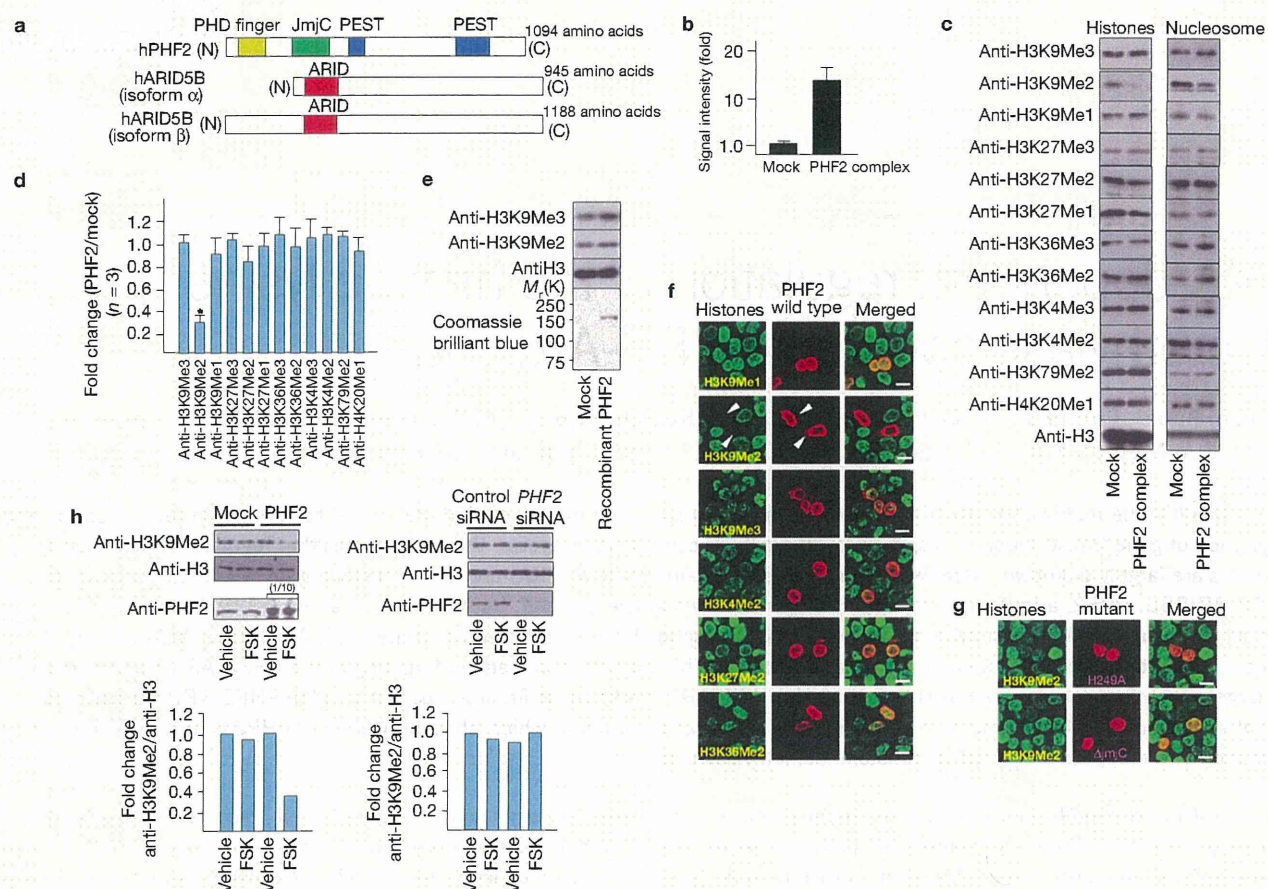 a
PHD finger JmjC PEST PEST
hPHF2 (N) (C) 1094 amino acids
hARID5B (isoform α) (N) ARID (C) 945 amino acids
hARID5B (isoform β) (N) ARID (C) 1188 amino acids
b
Signal intensity (fold)
20
10
1.0
Mock PHF2 complex
c
Histones Nucleosome
Anti-H3K9Me3
Anti-H3K9Me2
Anti-H3K9Me1
Anti-H3K27Me3
Anti-H3K27Me2
Anti-H3K27Me1
Anti-H3K36Me3
Anti-H3K36Me2
Anti-H3K4Me3
Anti-H3K4Me2
Anti-H3K79Me2
Anti-H4K20Me1
Anti-H3
Mock
PHF2 complex
Mock
PHF2 complex
d
Fold change (PHF2/mock)
(n = 3)
1.2
1.0
0.8
0.6
0.4
0.2
*
Anti-H3K9Me3
Anti-H3K9Me2
Anti-H3K9Me1
Anti-H3K27Me3
Anti-H3K27Me2
Anti-H3K27Me1
Anti-H3K36Me3
Anti-H3K36Me2
Anti-H3K4Me3
Anti-H3K4Me2
Anti-H3K79Me2
Anti-H4K20Me1
e
Anti-H3K9Me3
Anti-H3K9Me2
AntiH3
Mr(K)
250
150
100
75
Coomassie
brilliant blue
Mock
Recombinant PHF2
f
Histones PHF2 wild type Merged
H3K9Me1
H3K9Me2
H3K9Me3
H3K4Me2
H3K27Me2
H3K36Me2
g
Histones PHF2 mutant Merged
H3K9Me2 H249A
H3K9Me2 ΔjmjC
h
Mock PHF2
Anti-H3K9Me2
Anti-H3
(1/10)
Anti-PHF2
Vehicle
FSK
Vehicle
FSK
Fold change
anti-H3K9Me2/anti-H3
1.2
1.0
0.8
0.6
0.4
0.2
Vehicle
FSK
Vehicle
FSK
Control siRNA PHF2 siRNA
Anti-H3K9Me2
Anti-H3
Anti-PHF2
Vehicle
FSK
Vehicle
FSK
Fold change
anti-H3K9Me2/anti-H3
1.2
1.0
0.8
0.6
0.4
0.2
Vehicle
FSK
Vehicle
FSK